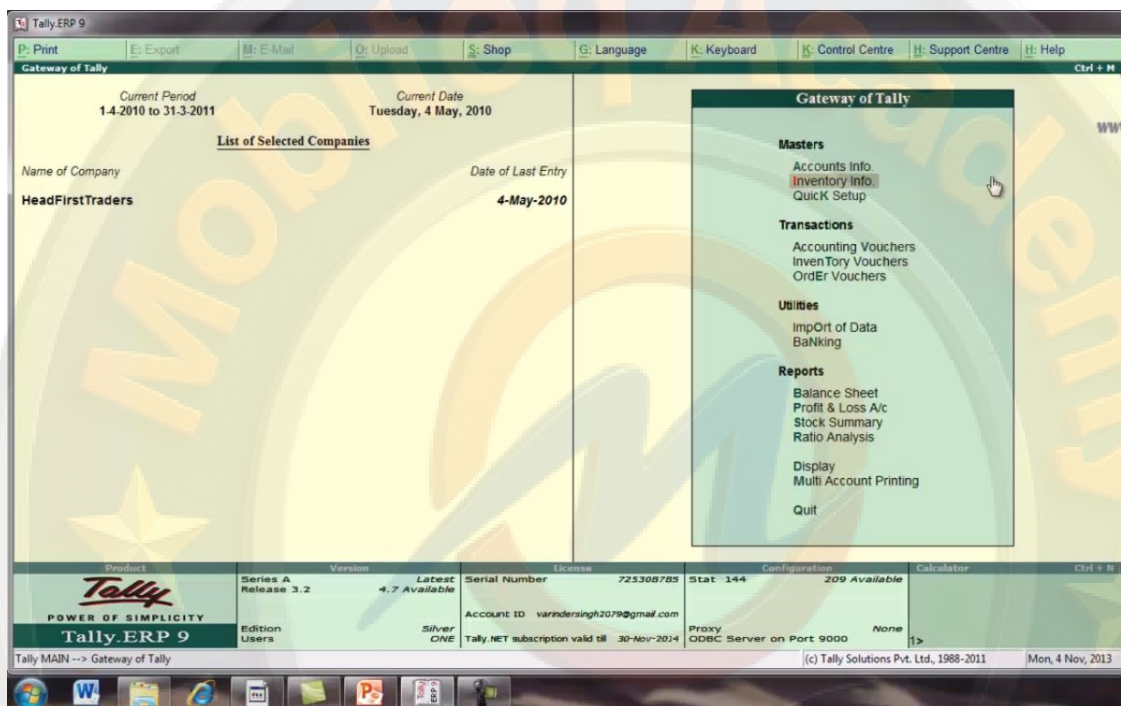 Tally.ERP 9
P: Print E: Export M: E-Mail O: Upload S: Shop G: Language K: Keyboard K: Control Centre H: Support Centre H: Help
Gateway of Tally Ctrl + M
Current Period Current Date
1-4-2010 to 31-3-2011 Tuesday, 4 May, 2010
List of Selected Companies
Name of Company Date of Last Entry
HeadFirstTraders 4-May-2010
Gateway of Tally
www
Masters
Accounts Info.
Inventory Info.
QuicK Setup
Transactions
Accounting Vouchers
InvenTory Vouchers
OrdEr Vouchers
Utilities
ImpOrt of Data
BaNking
Reports
Balance Sheet
Profit & Loss A/c
Stock Summary
Ratio Analysis
Display
Multi Account Printing
Quit
Mobireq Academy
Product Version License Configuration Calculator Ctrl + N
Tally
POWER OF SIMPLICITY
Tally.ERP 9
Series A Latest
Release 3.2 4.7 Available
Edition Silver
Users ONE
Serial Number 725308785
Account ID varindersingh2079@gmail.com
Tally.NET subscription valid till 30-Nov-2014
Stat 144 209 Available
Proxy None
ODBC Server on Port 9000
1>
Tally MAIN --> Gateway of Tally (c) Tally Solutions Pvt. Ltd., 1988-2011 Mon, 4 Nov, 2013